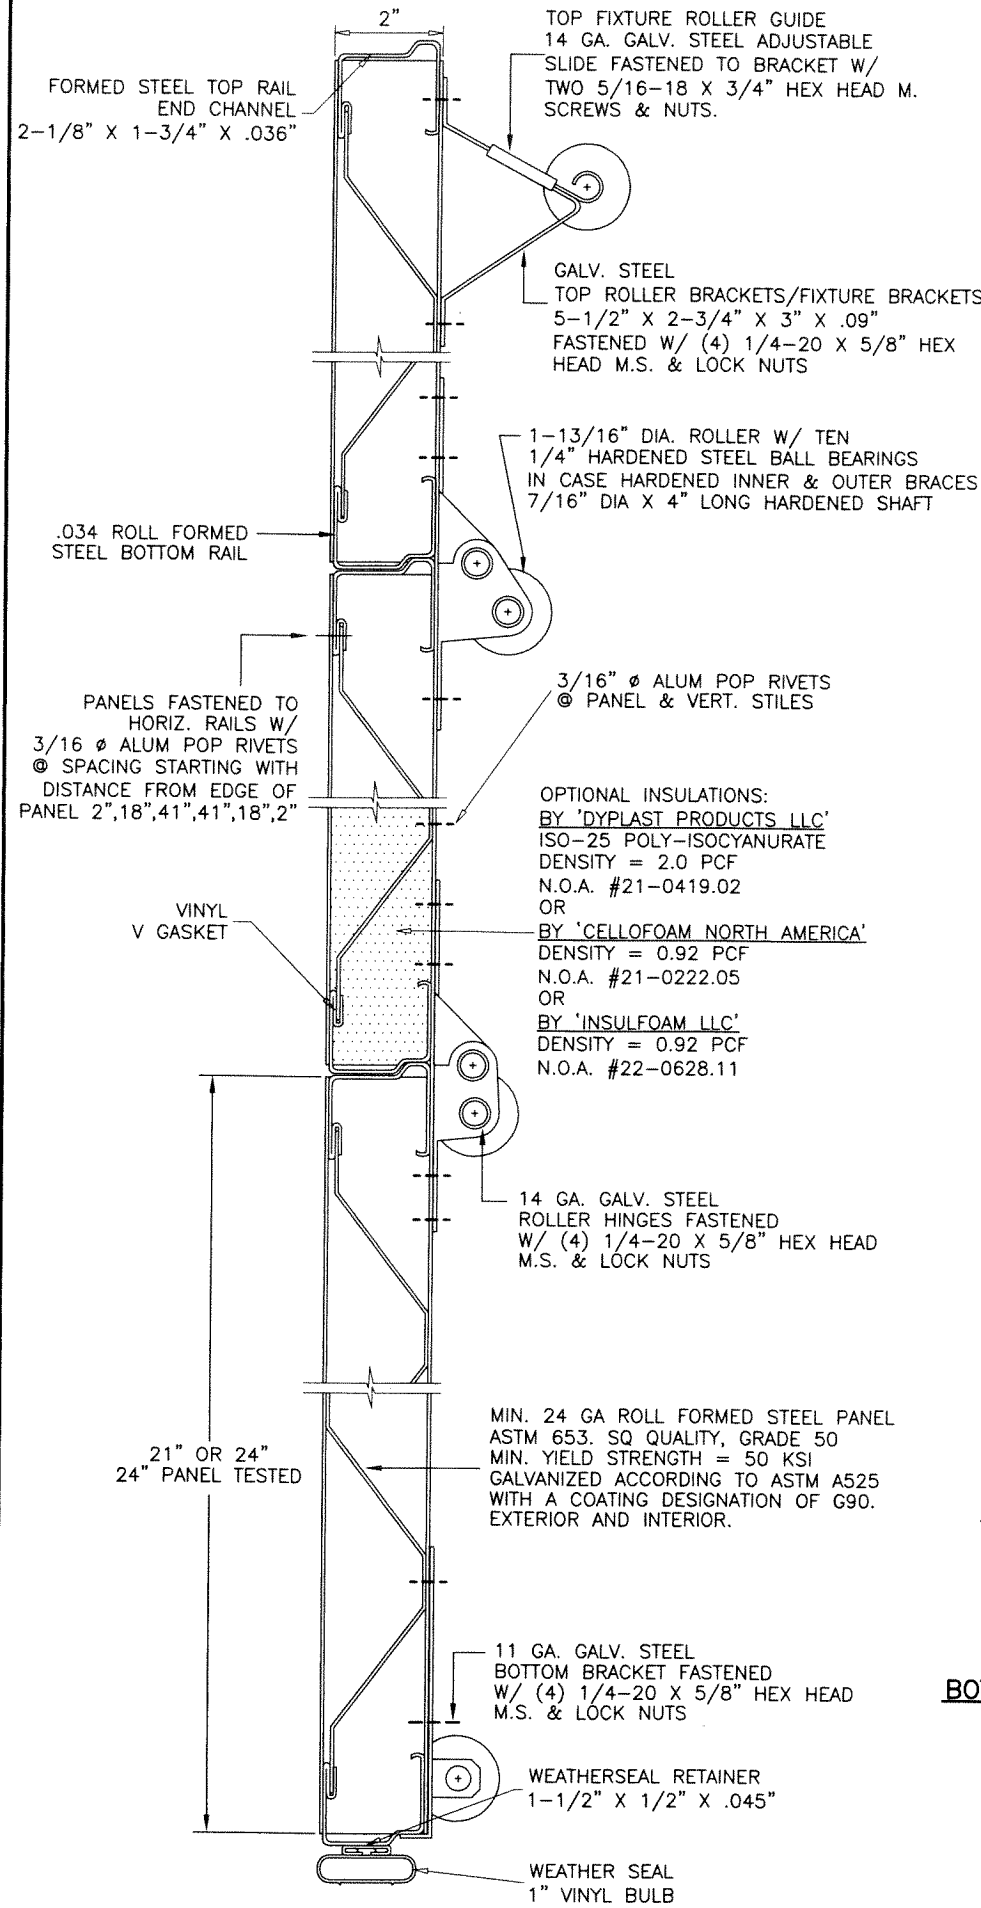 2"
TOP FIXTURE ROLLER GUIDE
14 GA. GALV. STEEL ADJUSTABLE
SLIDE FASTENED TO BRACKET W/
TWO 5/16-18 X 3/4" HEX HEAD M.
SCREWS & NUTS.
FORMED STEEL TOP RAIL
END CHANNEL
2-1/8" X 1-3/4" X .036"
GALV. STEEL
TOP ROLLER BRACKETS/FIXTURE BRACKETS
5-1/2" X 2-3/4" X 3" X .09"
FASTENED W/ (4) 1/4-20 X 5/8" HEX
HEAD M.S. & LOCK NUTS
1-13/16" DIA. ROLLER W/ TEN
1/4" HARDENED STEEL BALL BEARINGS
IN CASE HARDENED INNER & OUTER BRACES
7/16" DIA X 4" LONG HARDENED SHAFT
.034 ROLL FORMED
STEEL BOTTOM RAIL
PANELS FASTENED TO
HORIZ. RAILS W/
3/16 ø ALUM POP RIVETS
@ SPACING STARTING WITH
DISTANCE FROM EDGE OF
PANEL 2",18",41",41",18",2"
3/16" ø ALUM POP RIVETS
@ PANEL & VERT. STILES
OPTIONAL INSULATIONS:
BY 'DYPLAST PRODUCTS LLC'
ISO-25 POLY-ISOCYANURATE
DENSITY = 2.0 PCF
N.O.A. #21-0419.02
OR
BY 'CELLOFOAM NORTH AMERICA'
DENSITY = 0.92 PCF
N.O.A. #21-0222.05
OR
BY 'INSULFOAM LLC'
DENSITY = 0.92 PCF
N.O.A. #22-0628.11
VINYL
V GASKET
14 GA. GALV. STEEL
ROLLER HINGES FASTENED
W/ (4) 1/4-20 X 5/8" HEX HEAD
M.S. & LOCK NUTS
21" OR 24"
24" PANEL TESTED
MIN. 24 GA ROLL FORMED STEEL PANEL
ASTM 653. SQ QUALITY, GRADE 50
MIN. YIELD STRENGTH = 50 KSI
GALVANIZED ACCORDING TO ASTM A525
WITH A COATING DESIGNATION OF G90.
EXTERIOR AND INTERIOR.
11 GA. GALV. STEEL
BOTTOM BRACKET FASTENED
W/ (4) 1/4-20 X 5/8" HEX HEAD
M.S. & LOCK NUTS
WEATHERSEAL RETAINER
1-1/2" X 1/2" X .045"
WEATHER SEAL
1" VINYL BULB